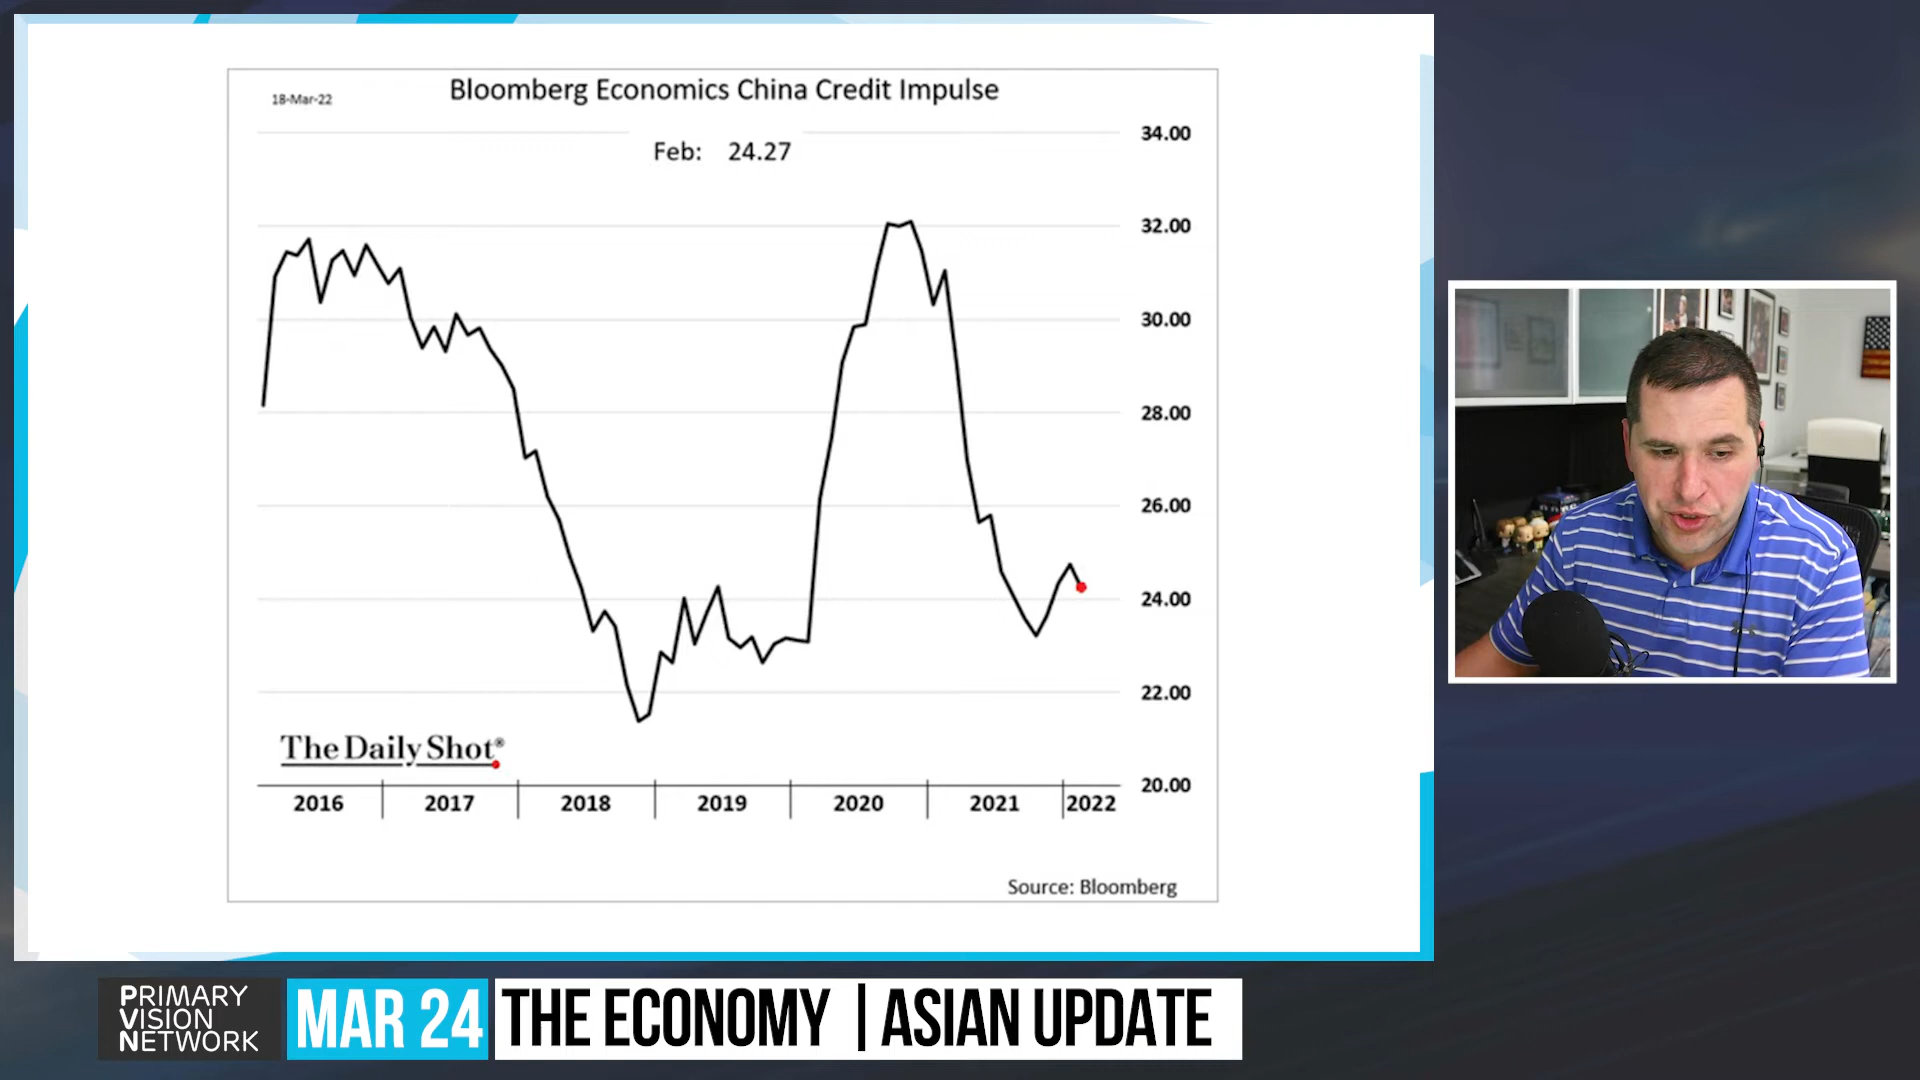 Bloomberg Economics China Credit Impulse
18-Mar-22
Feb: 24.27
34.00
32.00
30.00
28.00
26.00
24.00
22.00
20.00
The Daily Shot®
2016 2017 2018 2019 2020 2021 2022
Source: Bloomberg
PRIMARY
VISION
NETWORK
MAR 24
THE ECONOMY | ASIAN UPDATE